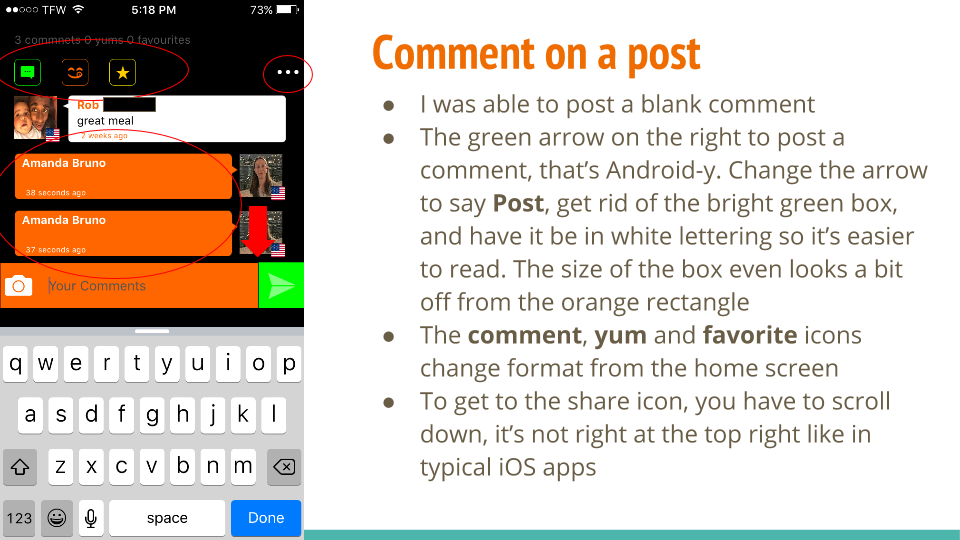 TFW 5:18 PM 73%
3 commnets 0 yums 0 favourites
Rob
great meal
2 weeks ago
Amanda Bruno
38 seconds ago
Amanda Bruno
37 seconds ago
Your Comments
q w e r t y u i o p
a s d f g h j k l
z x c v b n m
123 space Done
Comment on a post
● I was able to post a blank comment
● The green arrow on the right to post a
comment, that's Android-y. Change the arrow
to say Post, get rid of the bright green box,
and have it be in white lettering so it's easier
to read. The size of the box even looks a bit
off from the orange rectangle
● The comment, yum and favorite icons
change format from the home screen
● To get to the share icon, you have to scroll
down, it's not right at the top right like in
typical iOS apps